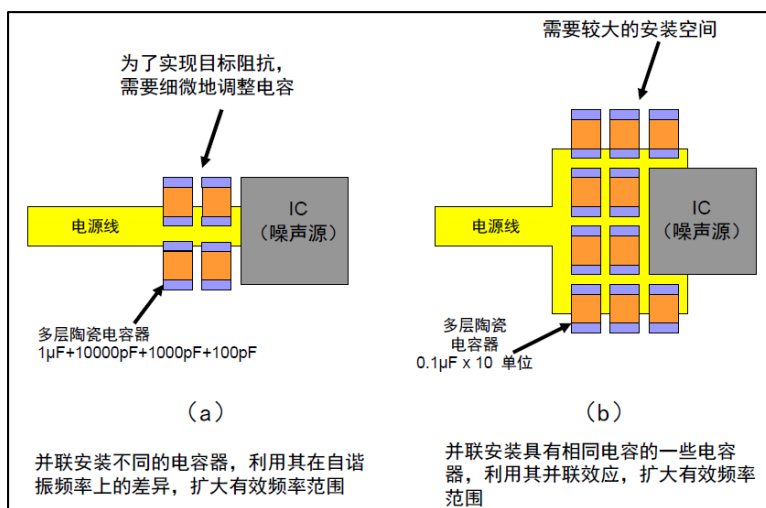 为了实现目标阻抗,
需要细微地调整电容
电源线
IC
(噪声源)
多层陶瓷电容器
1μF+10000pF+1000pF+100pF
(a)
并联安装不同的电容器，利用其在自谐
振频率上的差异，扩大有效频率范围
需要较大的安装空间
电源线
IC
(噪声源)
多层陶瓷
电容器
0.1μF x 10 单位
(b)
并联安装具有相同电容的一些电容
器，利用其并联效应，扩大有效频率
范围